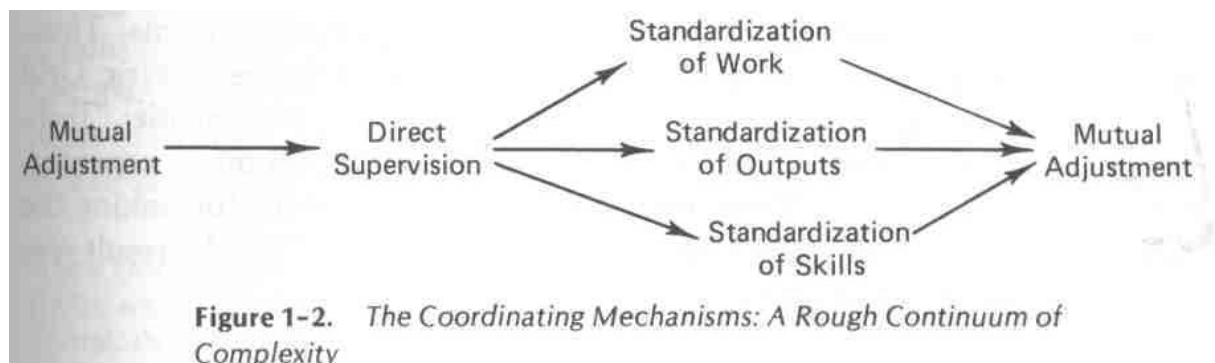 Standardization
of Work
Mutual
Adjustment
Direct
Supervision
Standardization
of Outputs
Mutual
Adjustment
Standardization
of Skills
Figure 1-2. The Coordinating Mechanisms: A Rough Continuum of
Complexity